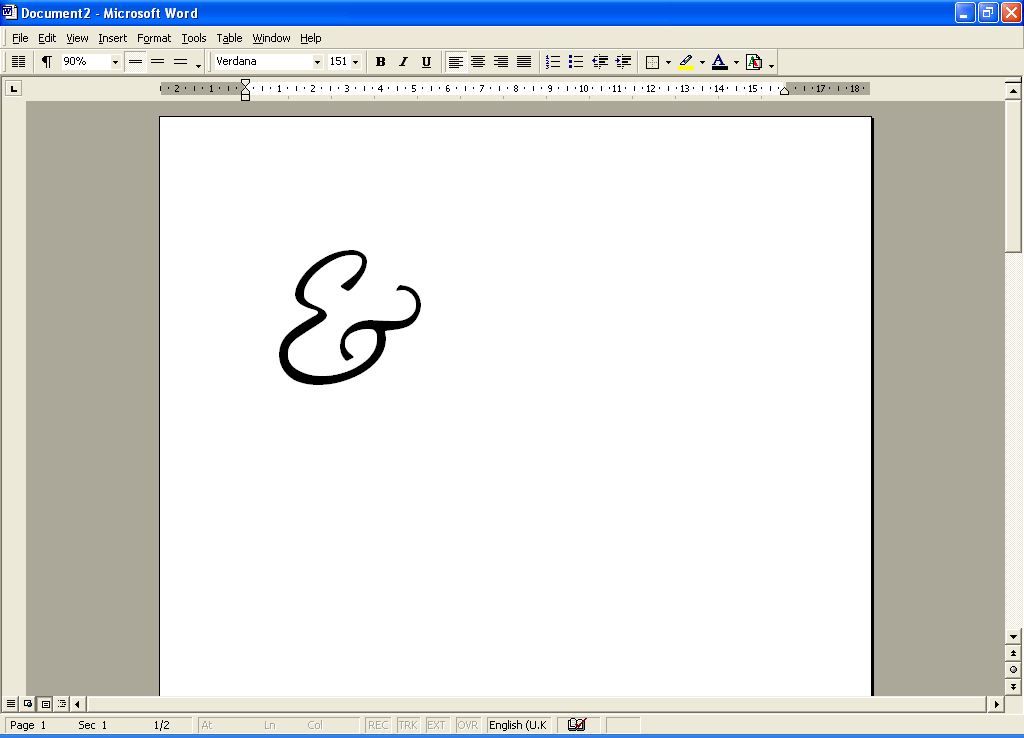 Document2 - Microsoft Word
File Edit View Insert Format Tools Table Window Help
¶ 90% Verdana 151 B I U A A
L 2 1 1 2 3 4 5 6 7 8 9 10 11 12 13 14 15 17 18
&
Page 1 Sec 1 1/2 At Ln Col REC TRK EXT OVR English (U.K